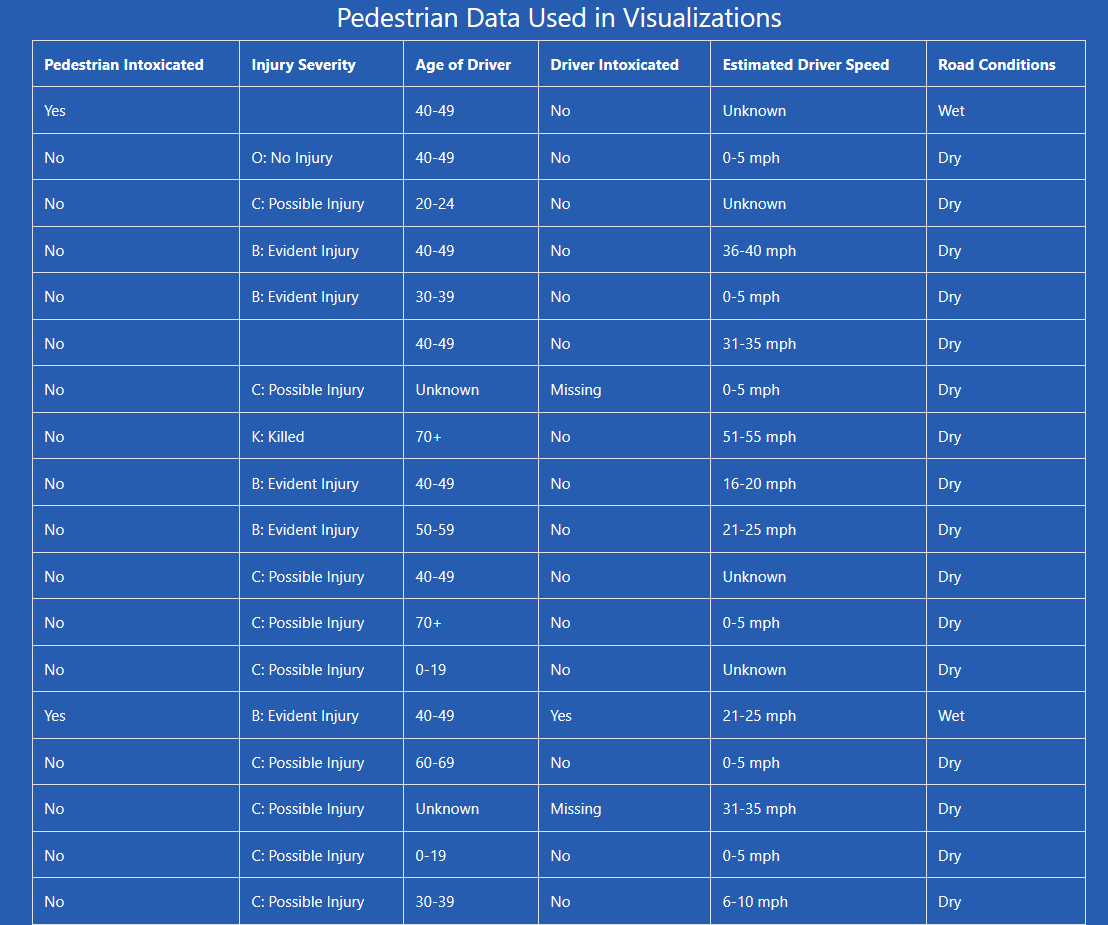 Pedestrian Data Used in Visualizations
Pedestrian Intoxicated Injury Severity Age of Driver Driver Intoxicated Estimated Driver Speed Road Conditions
Yes 40-49 No Unknown Wet
No O: No Injury 40-49 No 0-5 mph Dry
No C: Possible Injury 20-24 No Unknown Dry
No B: Evident Injury 40-49 No 36-40 mph Dry
No B: Evident Injury 30-39 No 0-5 mph Dry
No 40-49 No 31-35 mph Dry
No C: Possible Injury Unknown Missing 0-5 mph Dry
No K: Killed 70+ No 51-55 mph Dry
No B: Evident Injury 40-49 No 16-20 mph Dry
No B: Evident Injury 50-59 No 21-25 mph Dry
No C: Possible Injury 40-49 No Unknown Dry
No C: Possible Injury 70+ No 0-5 mph Dry
No C: Possible Injury 0-19 No Unknown Dry
Yes B: Evident Injury 40-49 Yes 21-25 mph Wet
No C: Possible Injury 60-69 No 0-5 mph Dry
No C: Possible Injury Unknown Missing 31-35 mph Dry
No C: Possible Injury 0-19 No 0-5 mph Dry
No C: Possible Injury 30-39 No 6-10 mph Dry